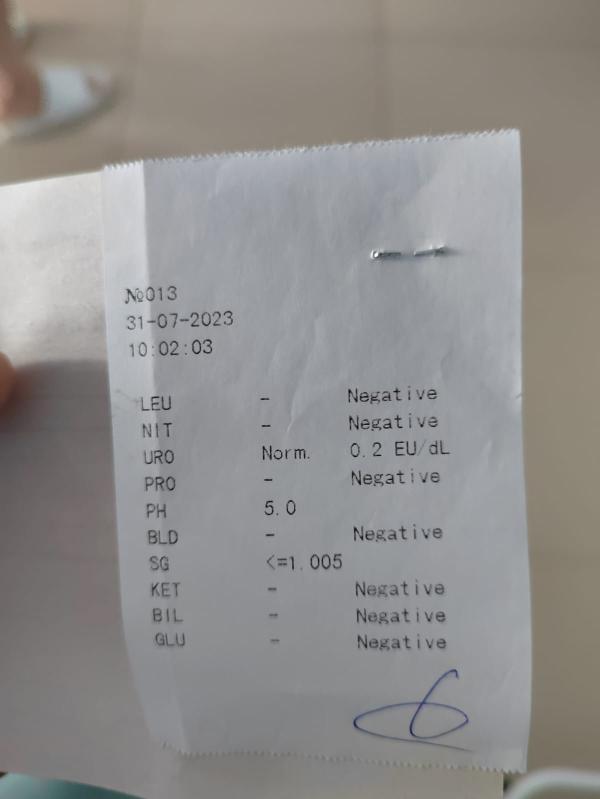 №013
31-07-2023
10:02:03
LEU - Negative
NIT - Negative
URO Norm. 0.2 EU/dL
PRO - Negative
PH 5.0
BLD - Negative
SG <=1.005
KET - Negative
BIL - Negative
GLU - Negative